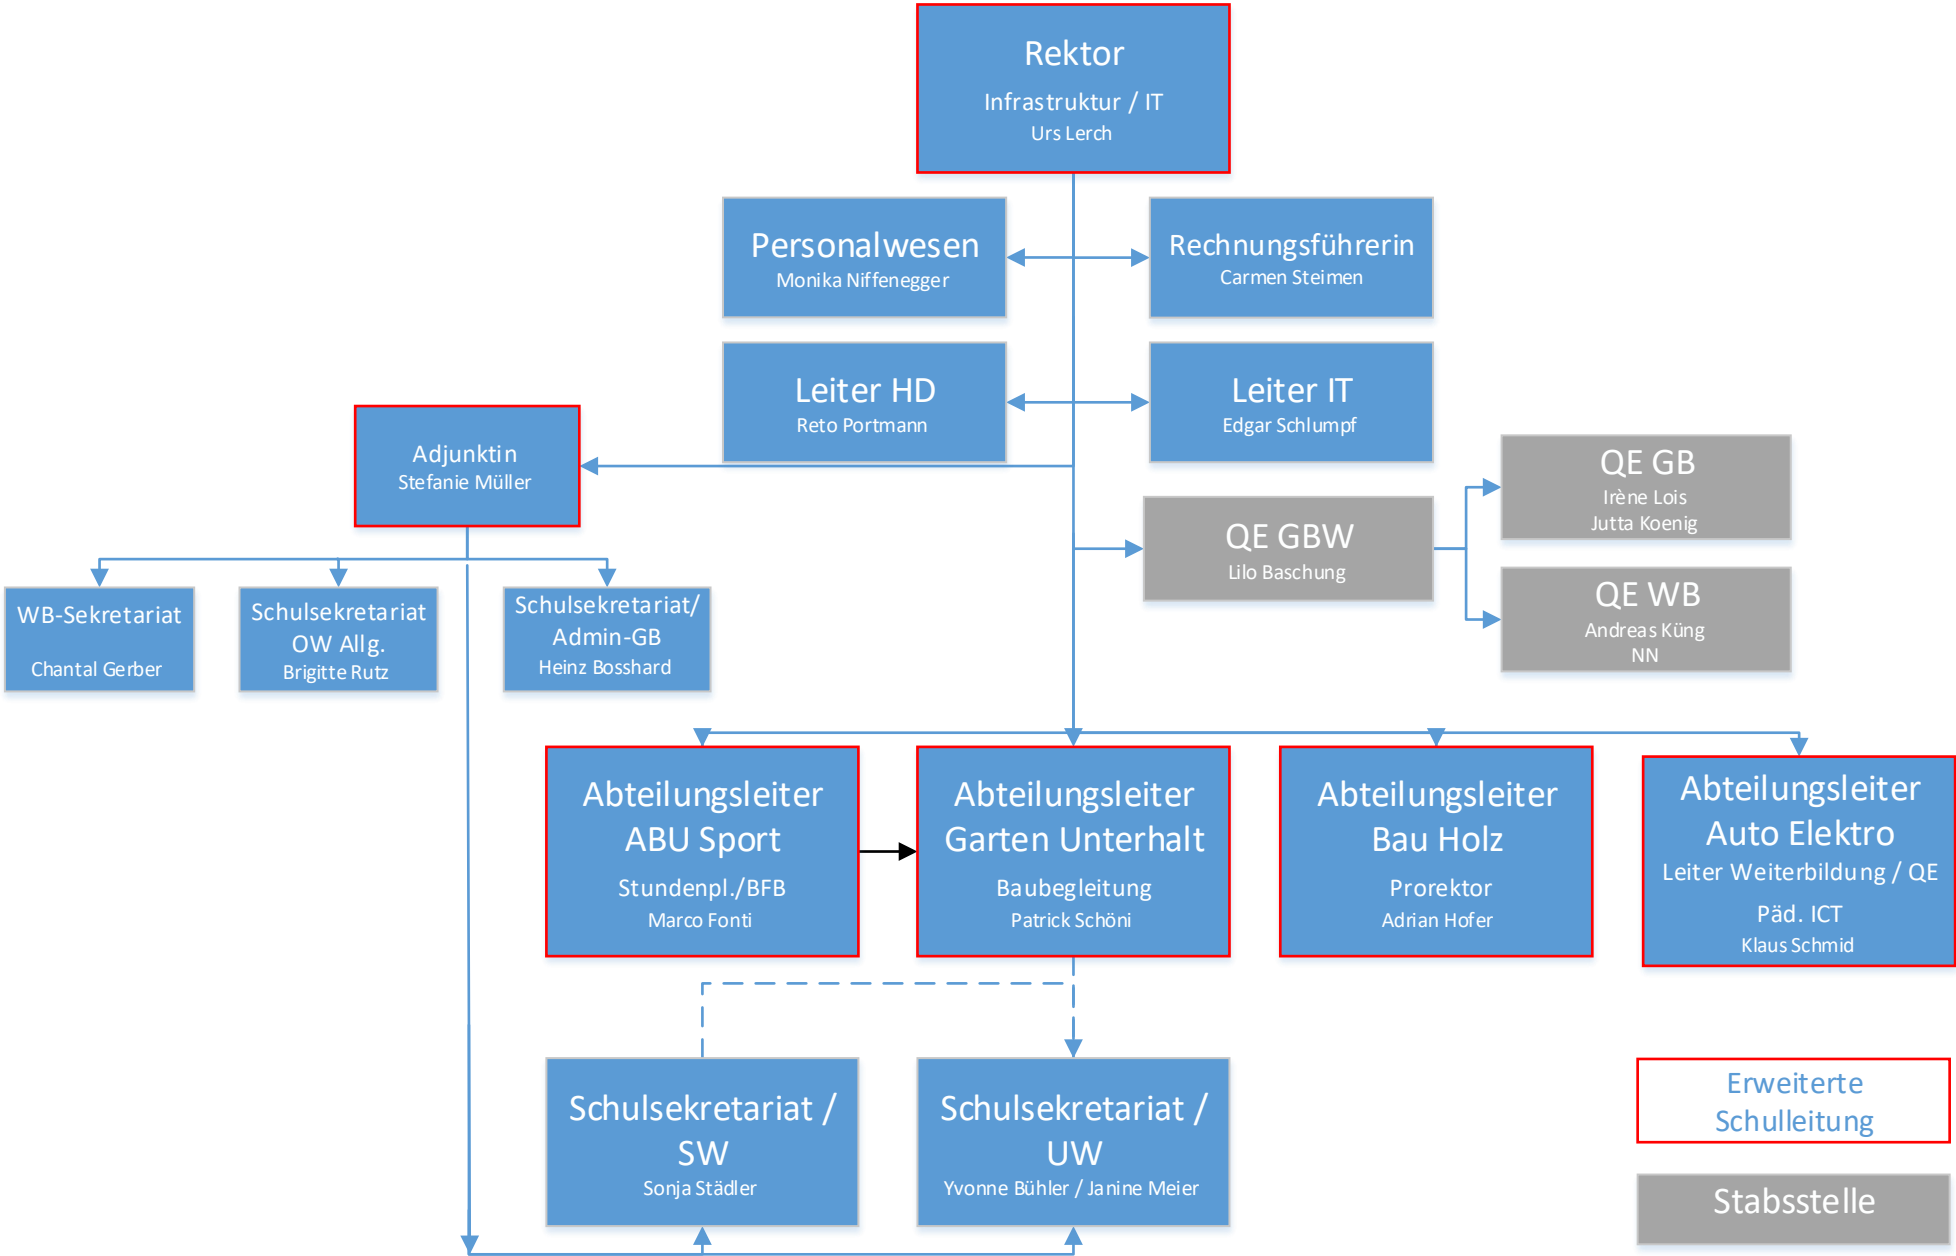 Rektor
Infrastruktur / IT
Urs Lerch
Personalwesen
Monika Niffenegger
Rechnungsführerin
Carmen Steimen
Leiter HD
Reto Portmann
Leiter IT
Edgar Schlumpf
Adjunktin
Stefanie Müller
QE GB
Irène Lois
Jutta Koenig
QE GBW
Lilo Baschung
QE WB
Andreas Küng
NN
WB-Sekretariat
Chantal Gerber
Schulsekretariat
OW Allg.
Brigitte Rutz
Schulsekretariat/
Admin-GB
Heinz Bosshard
Abteilungsleiter
ABU Sport
Stundenpl./BFB
Marco Fonti
Abteilungsleiter
Garten Unterhalt
Baubegleitung
Patrick Schöni
Abteilungsleiter
Bau Holz
Prorektor
Adrian Hofer
Abteilungsleiter
Auto Elektro
Leiter Weiterbildung / QE
Päd. ICT
Klaus Schmid
Schulsekretariat /
SW
Sonja Städler
Schulsekretariat /
UW
Yvonne Bühler / Janine Meier
Erweiterte
Schulleitung
Stabsstelle